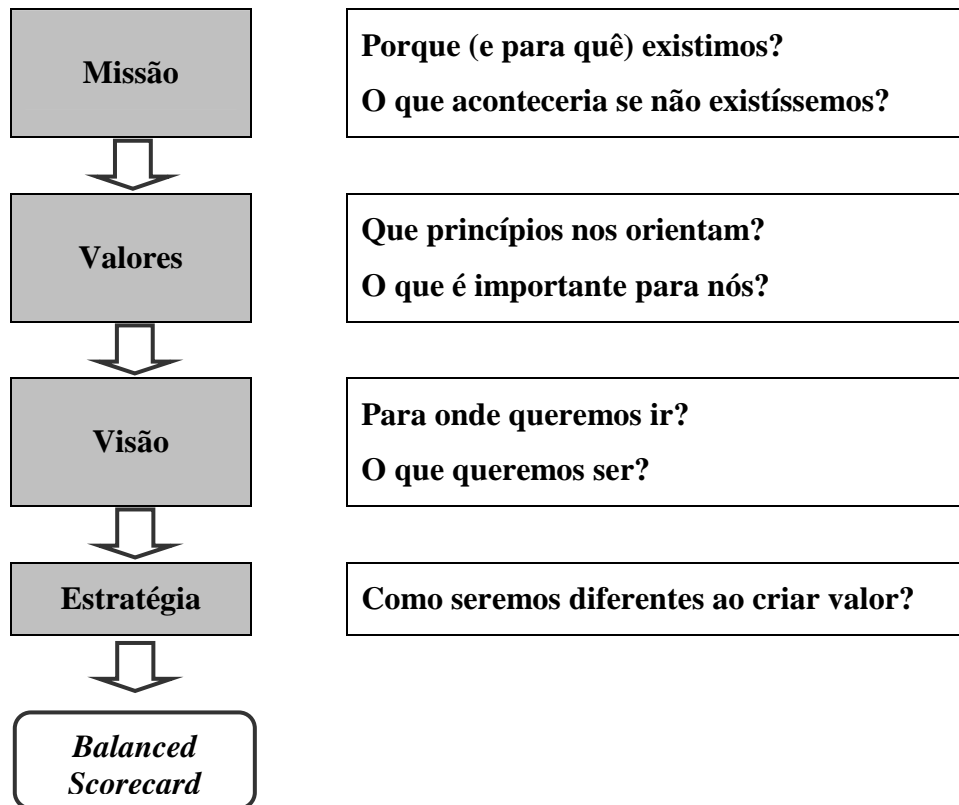 Missão
Porque (e para quê) existimos?
O que aconteceria se não existíssemos?
Valores
Que princípios nos orientam?
O que é importante para nós?
Visão
Para onde queremos ir?
O que queremos ser?
Estratégia
Como seremos diferentes ao criar valor?
Balanced
Scorecard